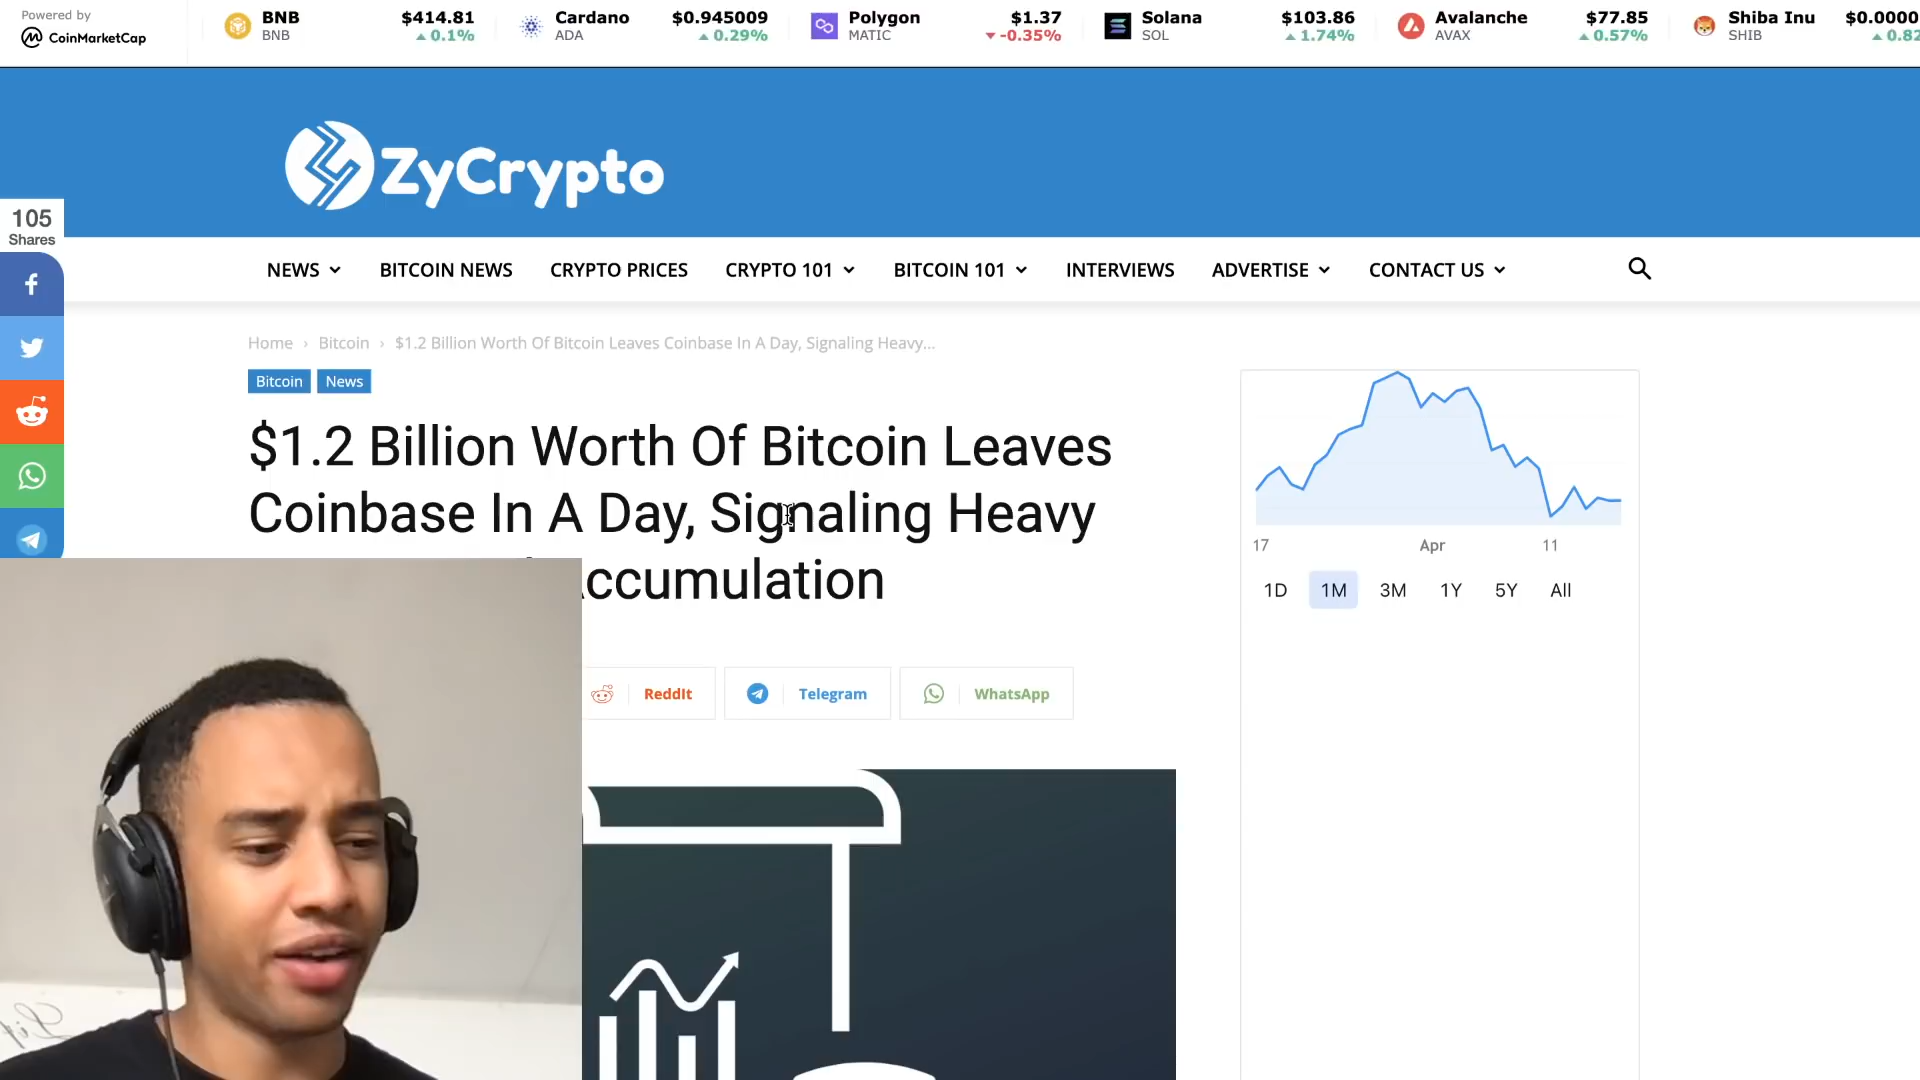 Powered by
CoinMarketCap
BNB $414.81
BNB 0.1%
Cardano $0.945009
ADA 0.29%
Polygon $1.37
MATIC -0.35%
Solana $103.86
SOL 1.74%
Avalanche $77.85
AVAX 0.57%
Shiba Inu $0.0000
SHIB 0.82
ZyCrypto
105
Shares
NEWS BITCOIN NEWS CRYPTO PRICES CRYPTO 101 BITCOIN 101 INTERVIEWS ADVERTISE CONTACT US
Home › Bitcoin › $1.2 Billion Worth Of Bitcoin Leaves Coinbase In A Day, Signaling Heavy...
Bitcoin News
$1.2 Billion Worth Of Bitcoin Leaves
Coinbase In A Day, Signaling Heavy
ccumulation
ReddIt Telegram WhatsApp
17 Apr 11
1D 1M 3M 1Y 5Y All